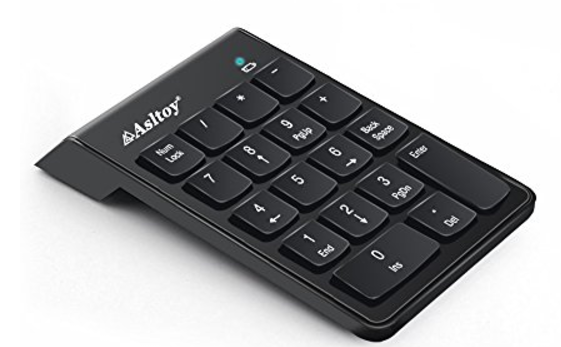 Asltoy®
Num Lock / * -
7 8 ← 9 PgUp +
4 ← 5 6 → Back Space
1 End 2 → 3 PgDn Enter
0 Ins . Del